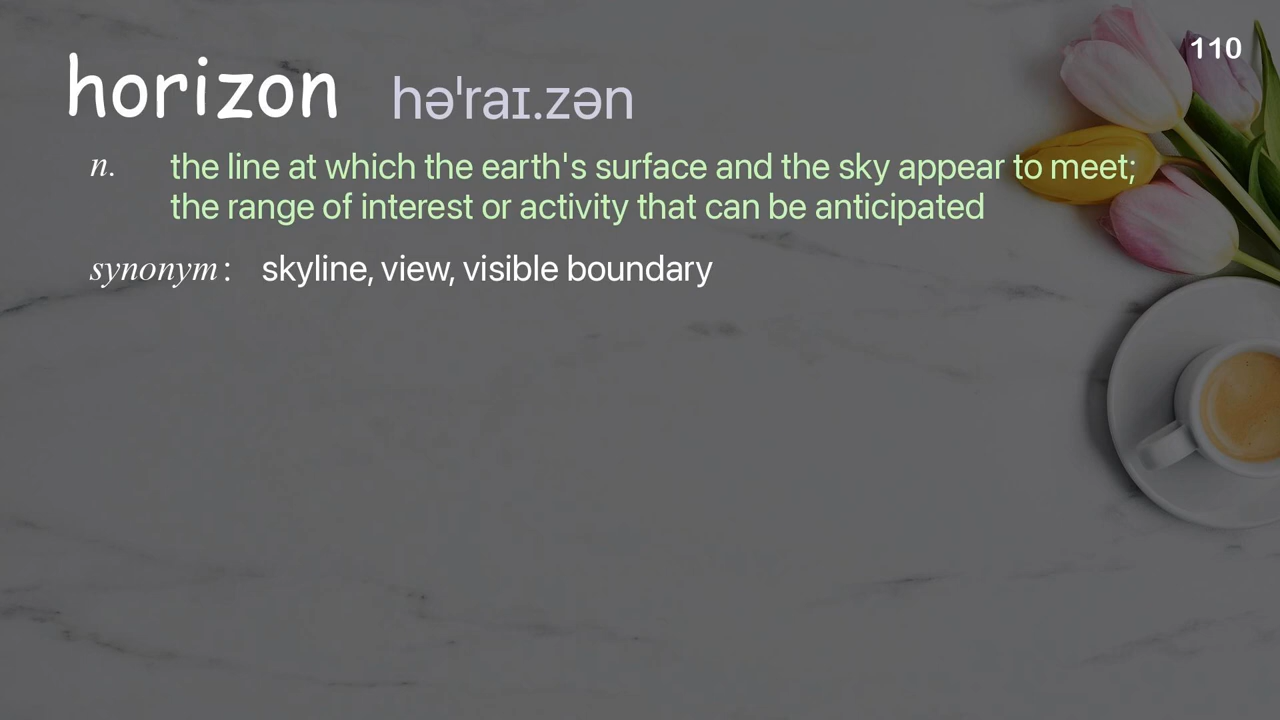 110
horizon həˈraɪ.zən
n. the line at which the earth's surface and the sky appear to meet;
the range of interest or activity that can be anticipated
synonym: skyline, view, visible boundary